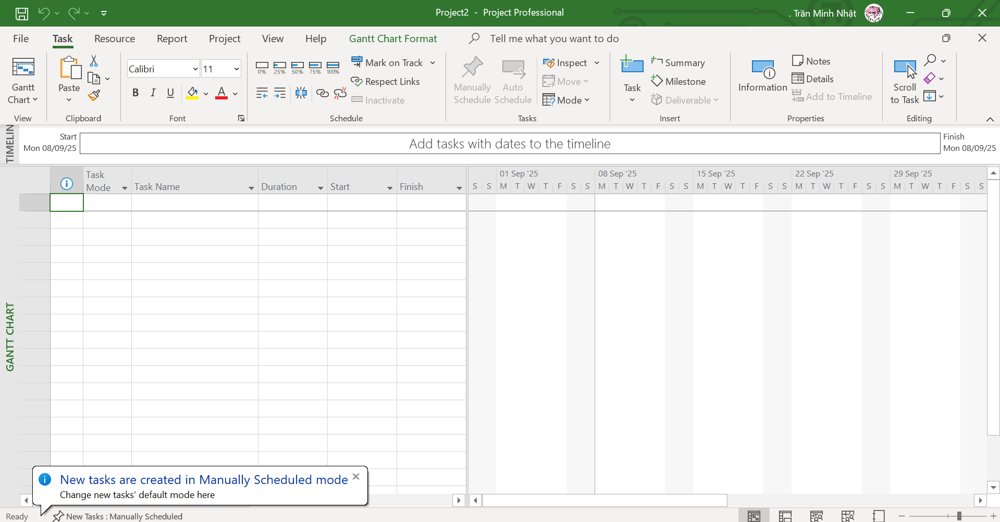 Project2 - Project Professional
. Trần Minh Nhật
File Task Resource Report Project View Help Gantt Chart Format Tell me what you want to do
Gantt
Chart
View
Paste
Clipboard
Calibri 11
B I U A
Font
0% 25% 50% 75% 100%
Mark on Track
Respect Links
Inactivate
Schedule
Manually
Schedule
Auto
Schedule
Inspect
Move
Mode
Tasks
Task
Summary
Milestone
Deliverable
Insert
Information
Notes
Details
Add to Timeline
Properties
Scroll
to Task
Editing
TIMELIN
Start
Mon 08/09/25
Add tasks with dates to the timeline
Finish
Mon 08/09/25
Task
Mode
Task Name
Duration
Start
Finish
01 Sep '25 08 Sep '25 15 Sep '25 22 Sep '25 29 Sep '25
S S M T W T F S S M T W T F S S M T W T F S S M T W T F S S M T W T F S S
GANTT CHART
New tasks are created in Manually Scheduled mode
Change new tasks' default mode here
Ready
New Tasks : Manually Scheduled